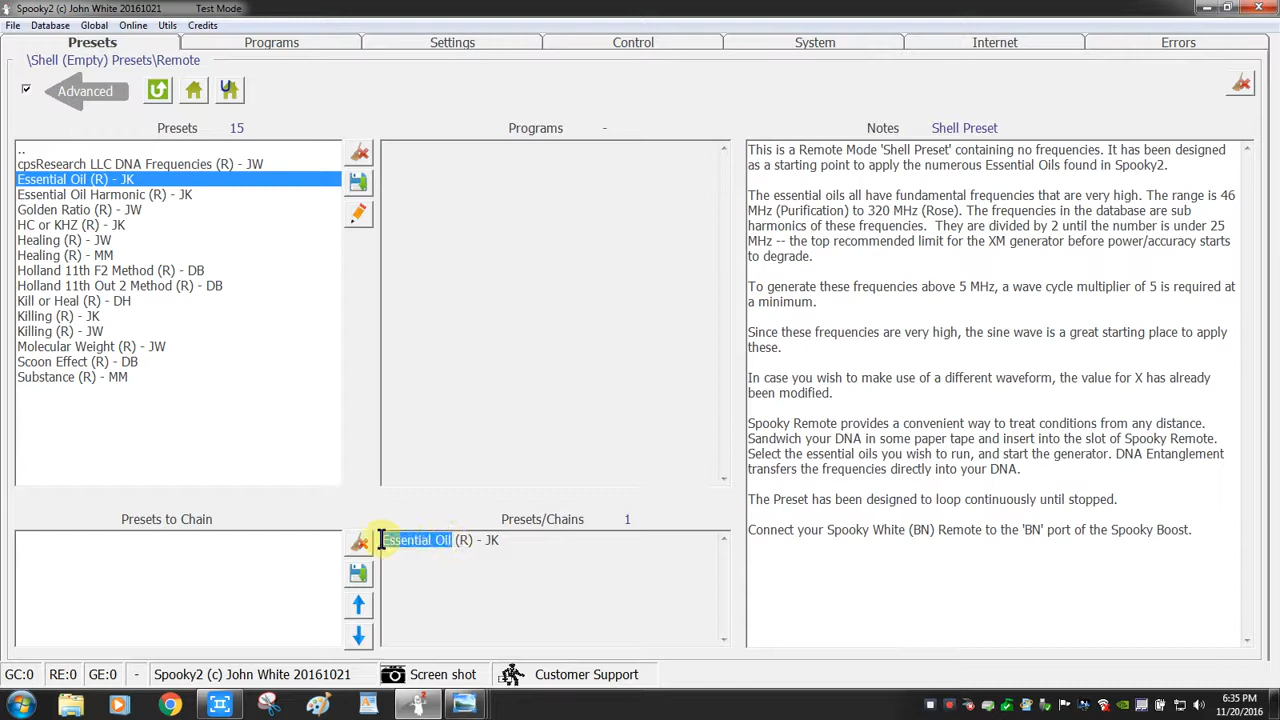 Spooky2 (c) John White 20161021 Test Mode
File Database Global Online Utils Credits
Presets Programs Settings Control System Internet Errors
\Shell (Empty) Presets\Remote
Advanced
Presets 15 Programs - Notes Shell Preset
..
cpsResearch LLC DNA Frequencies (R) - JW
Essential Oil (R) - JK
Essential Oil Harmonic (R) - JK
Golden Ratio (R) - JW
HC or KHZ (R) - JK
Healing (R) - JW
Healing (R) - MM
Holland 11th F2 Method (R) - DB
Holland 11th Out 2 Method (R) - DB
Kill or Heal (R) - DH
Killing (R) - JK
Killing (R) - JW
Molecular Weight (R) - JW
Scoon Effect (R) - DB
Substance (R) - MM
This is a Remote Mode 'Shell Preset' containing no frequencies. It has been designed
as a starting point to apply the numerous Essential Oils found in Spooky2.
The essential oils all have fundamental frequencies that are very high. The range is 46
MHz (Purification) to 320 MHz (Rose). The frequencies in the database are sub
harmonics of these frequencies. They are divided by 2 until the number is under 25
MHz -- the top recommended limit for the XM generator before power/accuracy starts
to degrade.
To generate these frequencies above 5 MHz, a wave cycle multiplier of 5 is required at
a minimum.
Since these frequencies are very high, the sine wave is a great starting place to apply
these.
In case you wish to make use of a different waveform, the value for X has already
been modified.
Spooky Remote provides a convenient way to treat conditions from any distance.
Sandwich your DNA in some paper tape and insert into the slot of Spooky Remote.
Select the essential oils you wish to run, and start the generator. DNA Entanglement
transfers the frequencies directly into your DNA.
The Preset has been designed to loop continuously until stopped.
Connect your Spooky White (BN) Remote to the 'BN' port of the Spooky Boost.
Presets to Chain Presets/Chains 1
Essential Oil (R) - JK
GC:0 RE:0 GE:0 - Spooky2 (c) John White 20161021 Screen shot Customer Support
6:35 PM
11/20/2016